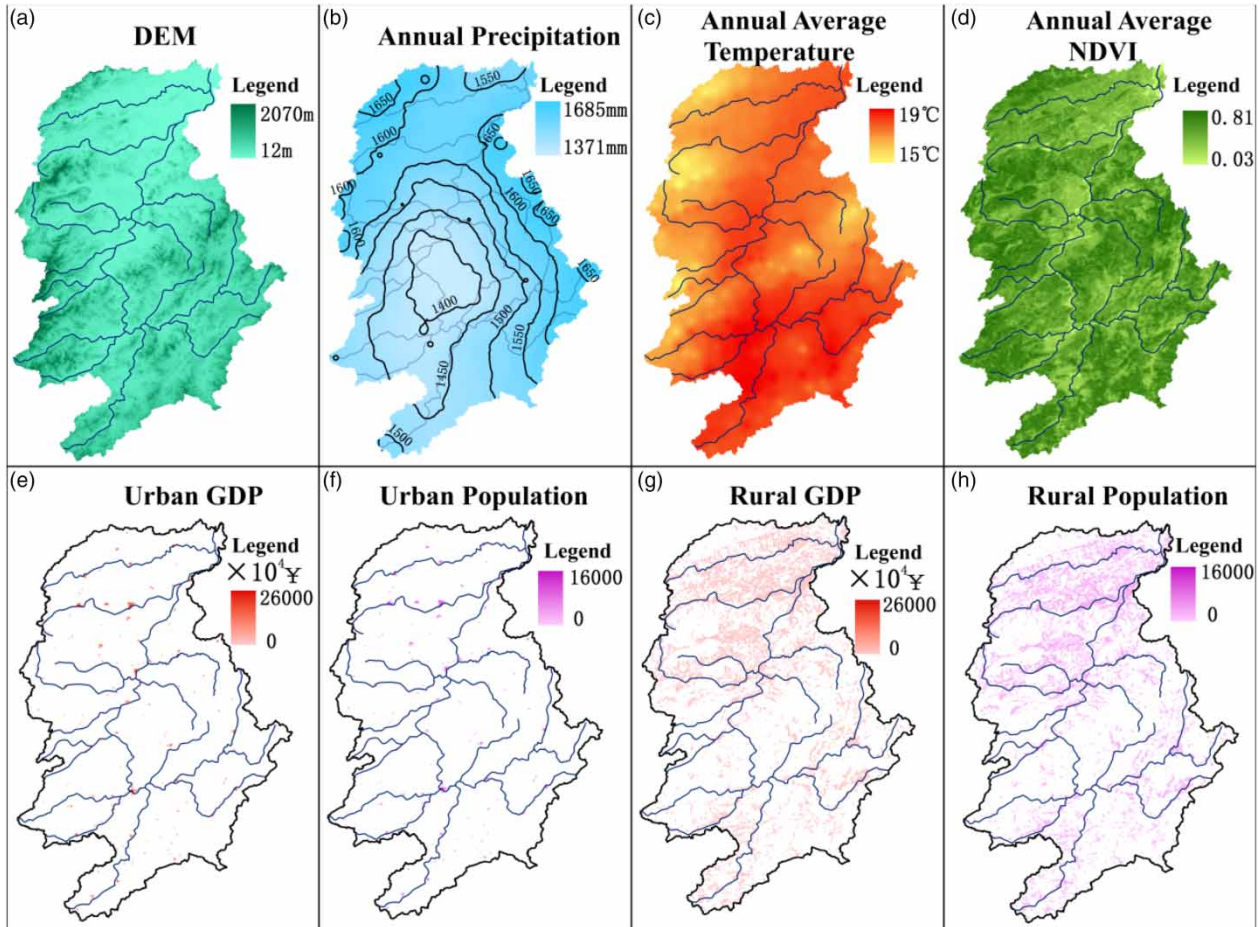 (a)
DEM
Legend
2070m
12m
(b)
Annual Precipitation
Legend
1685mm
1371mm
1550
1650
1600
1650
1600
1650
1600
1650
1600
1650
1400
1500
1550
1450
1500
(c)
Annual Average
Temperature
Legend
19℃
15℃
(d)
Annual Average
NDVI
Legend
0.81
0.03
(e)
Urban GDP
Legend
×10⁴¥
26000
0
(f)
Urban Population
Legend
16000
0
(g)
Rural GDP
Legend
×10⁴¥
26000
0
(h)
Rural Population
Legend
16000
0